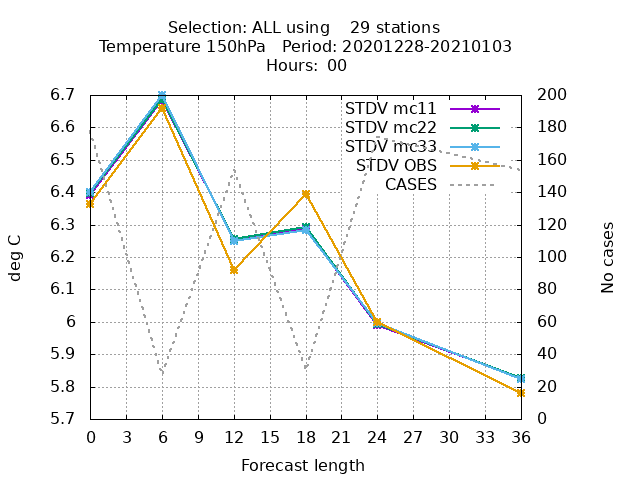 Selection: ALL using    29 stations
Temperature 150hPa   Period: 20201228-20210103
Hours: 00
deg C
6.7
6.6
6.5
6.4
6.3
6.2
6.1
6
5.9
5.8
5.7
STDV mc11
STDV mc22
STDV mc33
STDV OBS
CASES
200
180
160
140
120
100
80
60
40
20
0
No cases
0 3 6 9 12 15 18 21 24 27 30 33 36
Forecast length